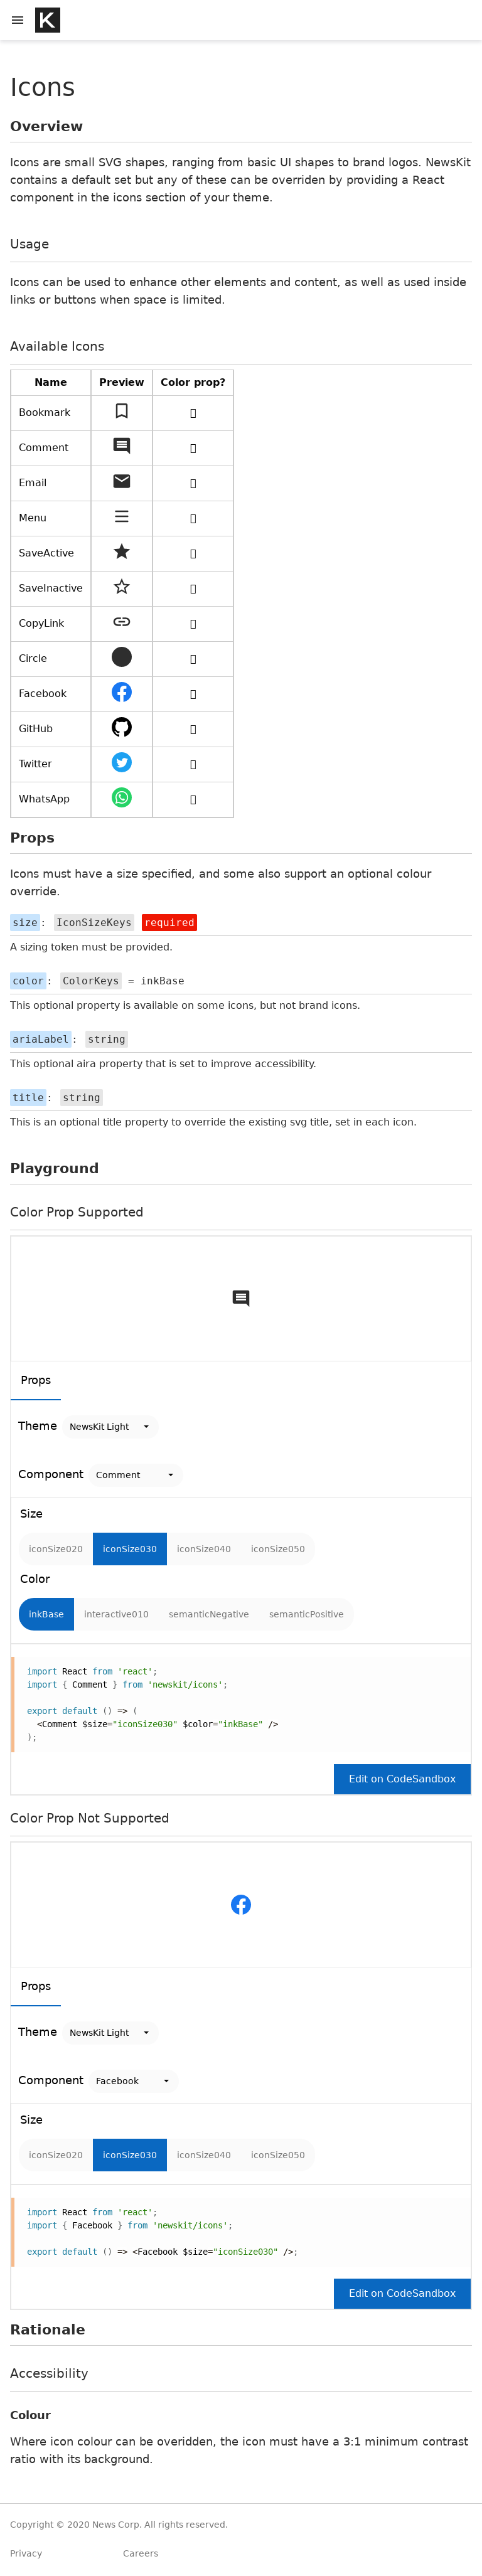 K
Icons
Overview
Icons are small SVG shapes, ranging from basic UI shapes to brand logos. NewsKit
contains a default set but any of these can be overriden by providing a React
component in the icons section of your theme.
Usage
Icons can be used to enhance other elements and content, as well as used inside
links or buttons when space is limited.
Available Icons
Name Preview Color prop?
Bookmark
Comment
Email
Menu
SaveActive
SaveInactive
CopyLink
Circle
Facebook
GitHub
Twitter
WhatsApp
Props
Icons must have a size specified, and some also support an optional colour
override.
size: IconSizeKeys required
A sizing token must be provided.
color: ColorKeys = inkBase
This optional property is available on some icons, but not brand icons.
ariaLabel: string
This optional aira property that is set to improve accessibility.
title: string
This is an optional title property to override the existing svg title, set in each icon.
Playground
Color Prop Supported
Props
Theme NewsKit Light
Component Comment
Size
iconSize020 iconSize030 iconSize040 iconSize050
Color
inkBase interactive010 semanticNegative semanticPositive
import React from 'react';
import { Comment } from 'newskit/icons';
export default () => (
<Comment $size="iconSize030" $color="inkBase" />
);
Edit on CodeSandbox
Color Prop Not Supported
Props
Theme NewsKit Light
Component Facebook
Size
iconSize020 iconSize030 iconSize040 iconSize050
import React from 'react';
import { Facebook } from 'newskit/icons';
export default () => <Facebook $size="iconSize030" />;
Edit on CodeSandbox
Rationale
Accessibility
Colour
Where icon colour can be overidden, the icon must have a 3:1 minimum contrast
ratio with its background.
Copyright © 2020 News Corp. All rights reserved.
Privacy Careers